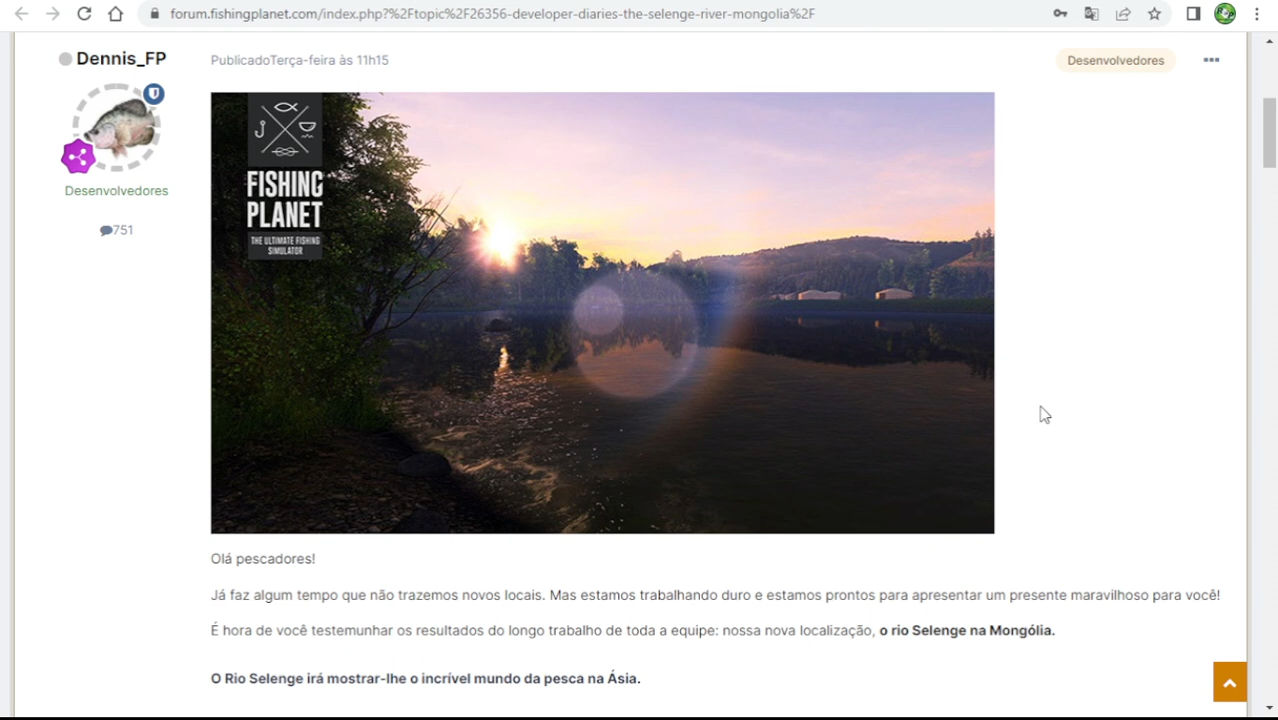 forum.fishingplanet.com/index.php?%2Ftopic%2F26356-developer-diaries-the-selenge-river-mongolia%2F
Dennis_FP
PublicadoTerça-feira às 11h15
Desenvolvedores
FISHING
PLANET
THE ULTIMATE FISHING
SIMULATOR
Desenvolvedores
751
Olá pescadores!
Já faz algum tempo que não trazemos novos locais. Mas estamos trabalhando duro e estamos prontos para apresentar um presente maravilhoso para você!
É hora de você testemunhar os resultados do longo trabalho de toda a equipe: nossa nova localização, o rio Selenge na Mongólia.
O Rio Selenge irá mostrar-lhe o incrível mundo da pesca na Ásia.